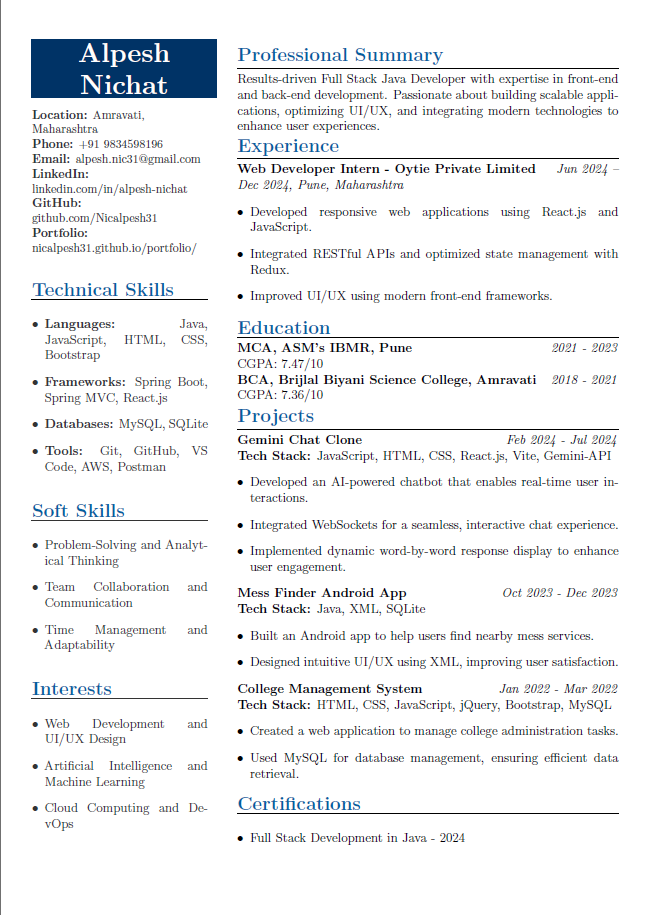 Alpesh
Nichat
Location: Amravati,
Maharashtra
Phone: +91 9834598196
Email: alpesh.nic31@gmail.com
LinkedIn:
linkedin.com/in/alpesh-nichat
GitHub:
github.com/Nicalpesh31
Portfolio:
nicalpesh31.github.io/portfolio/
Technical Skills
• Languages: Java,
JavaScript, HTML, CSS,
Bootstrap
• Frameworks: Spring Boot,
Spring MVC, React.js
• Databases: MySQL, SQLite
• Tools: Git, GitHub, VS
Code, AWS, Postman
Soft Skills
• Problem-Solving and Analyt-
ical Thinking
• Team Collaboration and
Communication
• Time Management and
Adaptability
Interests
• Web Development and
UI/UX Design
• Artificial Intelligence and
Machine Learning
• Cloud Computing and De-
vOps
Professional Summary
Results-driven Full Stack Java Developer with expertise in front-end
and back-end development. Passionate about building scalable appli-
cations, optimizing UI/UX, and integrating modern technologies to
enhance user experiences.
Experience
Web Developer Intern - Oytie Private Limited Jun 2024 –
Dec 2024, Pune, Maharashtra
• Developed responsive web applications using React.js and
JavaScript.
• Integrated RESTful APIs and optimized state management with
Redux.
• Improved UI/UX using modern front-end frameworks.
Education
MCA, ASM's IBMR, Pune 2021 - 2023
CGPA: 7.47/10
BCA, Brijlal Biyani Science College, Amravati 2018 - 2021
CGPA: 7.36/10
Projects
Gemini Chat Clone Feb 2024 - Jul 2024
Tech Stack: JavaScript, HTML, CSS, React.js, Vite, Gemini-API
• Developed an AI-powered chatbot that enables real-time user in-
teractions.
• Integrated WebSockets for a seamless, interactive chat experience.
• Implemented dynamic word-by-word response display to enhance
user engagement.
Mess Finder Android App Oct 2023 - Dec 2023
Tech Stack: Java, XML, SQLite
• Built an Android app to help users find nearby mess services.
• Designed intuitive UI/UX using XML, improving user satisfaction.
College Management System Jan 2022 - Mar 2022
Tech Stack: HTML, CSS, JavaScript, jQuery, Bootstrap, MySQL
• Created a web application to manage college administration tasks.
• Used MySQL for database management, ensuring efficient data
retrieval.
Certifications
• Full Stack Development in Java - 2024